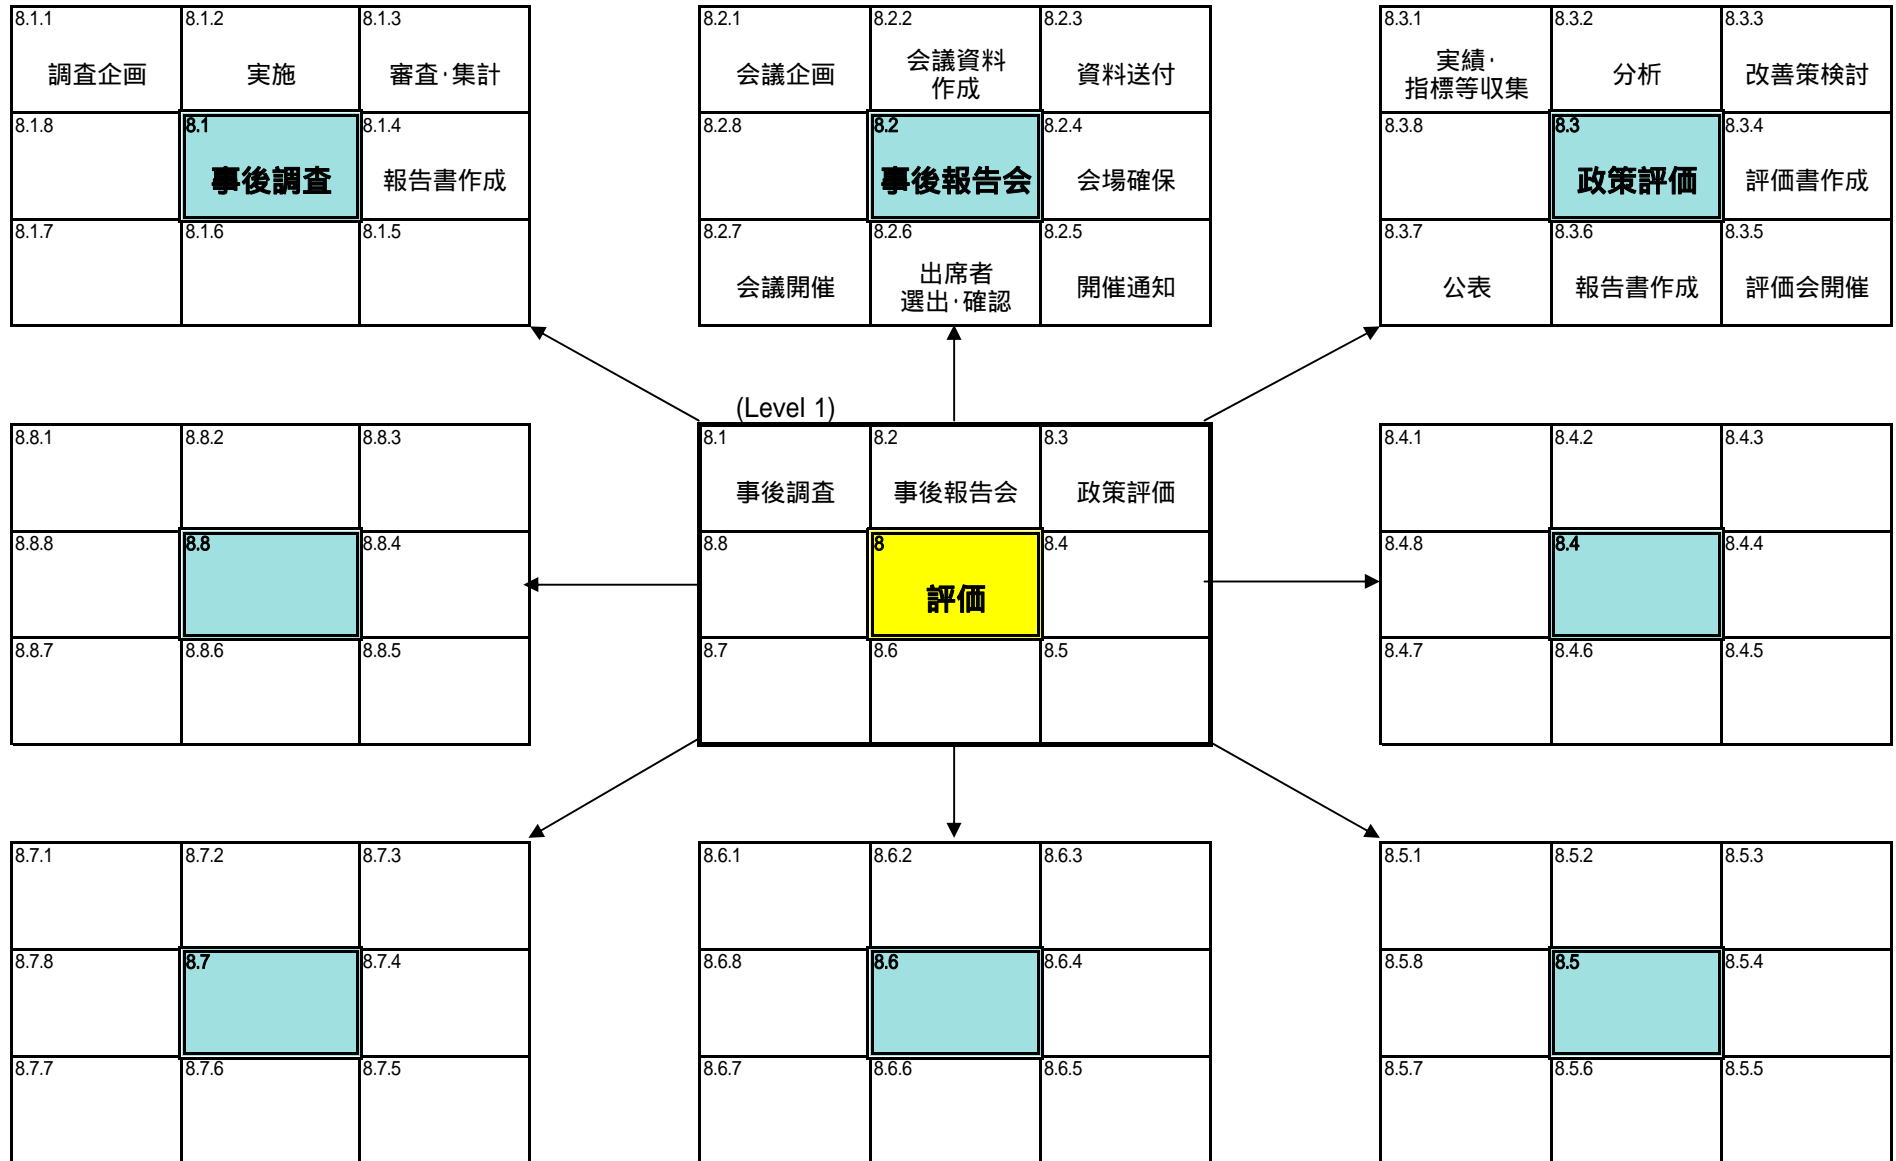 8.1.1 8.1.2 8.1.3
調査企画 実施 審査・集計
8.1.8 8.1 8.1.4
事後調査 報告書作成
8.1.7 8.1.6 8.1.5
8.2.1 8.2.2 8.2.3
会議企画 会議資料 資料送付
作成
8.2.8 8.2 8.2.4
事後報告会 会場確保
8.2.7 8.2.6 8.2.5
会議開催 出席者 開催通知
選出・確認
8.3.1 8.3.2 8.3.3
実績・ 分析 改善策検討
指標等収集
8.3.8 8.3 8.3.4
政策評価 評価書作成
8.3.7 8.3.6 8.3.5
公表 報告書作成 評価会開催
8.8.1 8.8.2 8.8.3
8.8.8 8.8 8.8.4
8.8.7 8.8.6 8.8.5
(Level 1)
8.1 8.2 8.3
事後調査 事後報告会 政策評価
8.8 8 8.4
評価
8.7 8.6 8.5
8.4.1 8.4.2 8.4.3
8.4.8 8.4 8.4.4
8.4.7 8.4.6 8.4.5
8.7.1 8.7.2 8.7.3
8.7.8 8.7 8.7.4
8.7.7 8.7.6 8.7.5
8.6.1 8.6.2 8.6.3
8.6.8 8.6 8.6.4
8.6.7 8.6.6 8.6.5
8.5.1 8.5.2 8.5.3
8.5.8 8.5 8.5.4
8.5.7 8.5.6 8.5.5